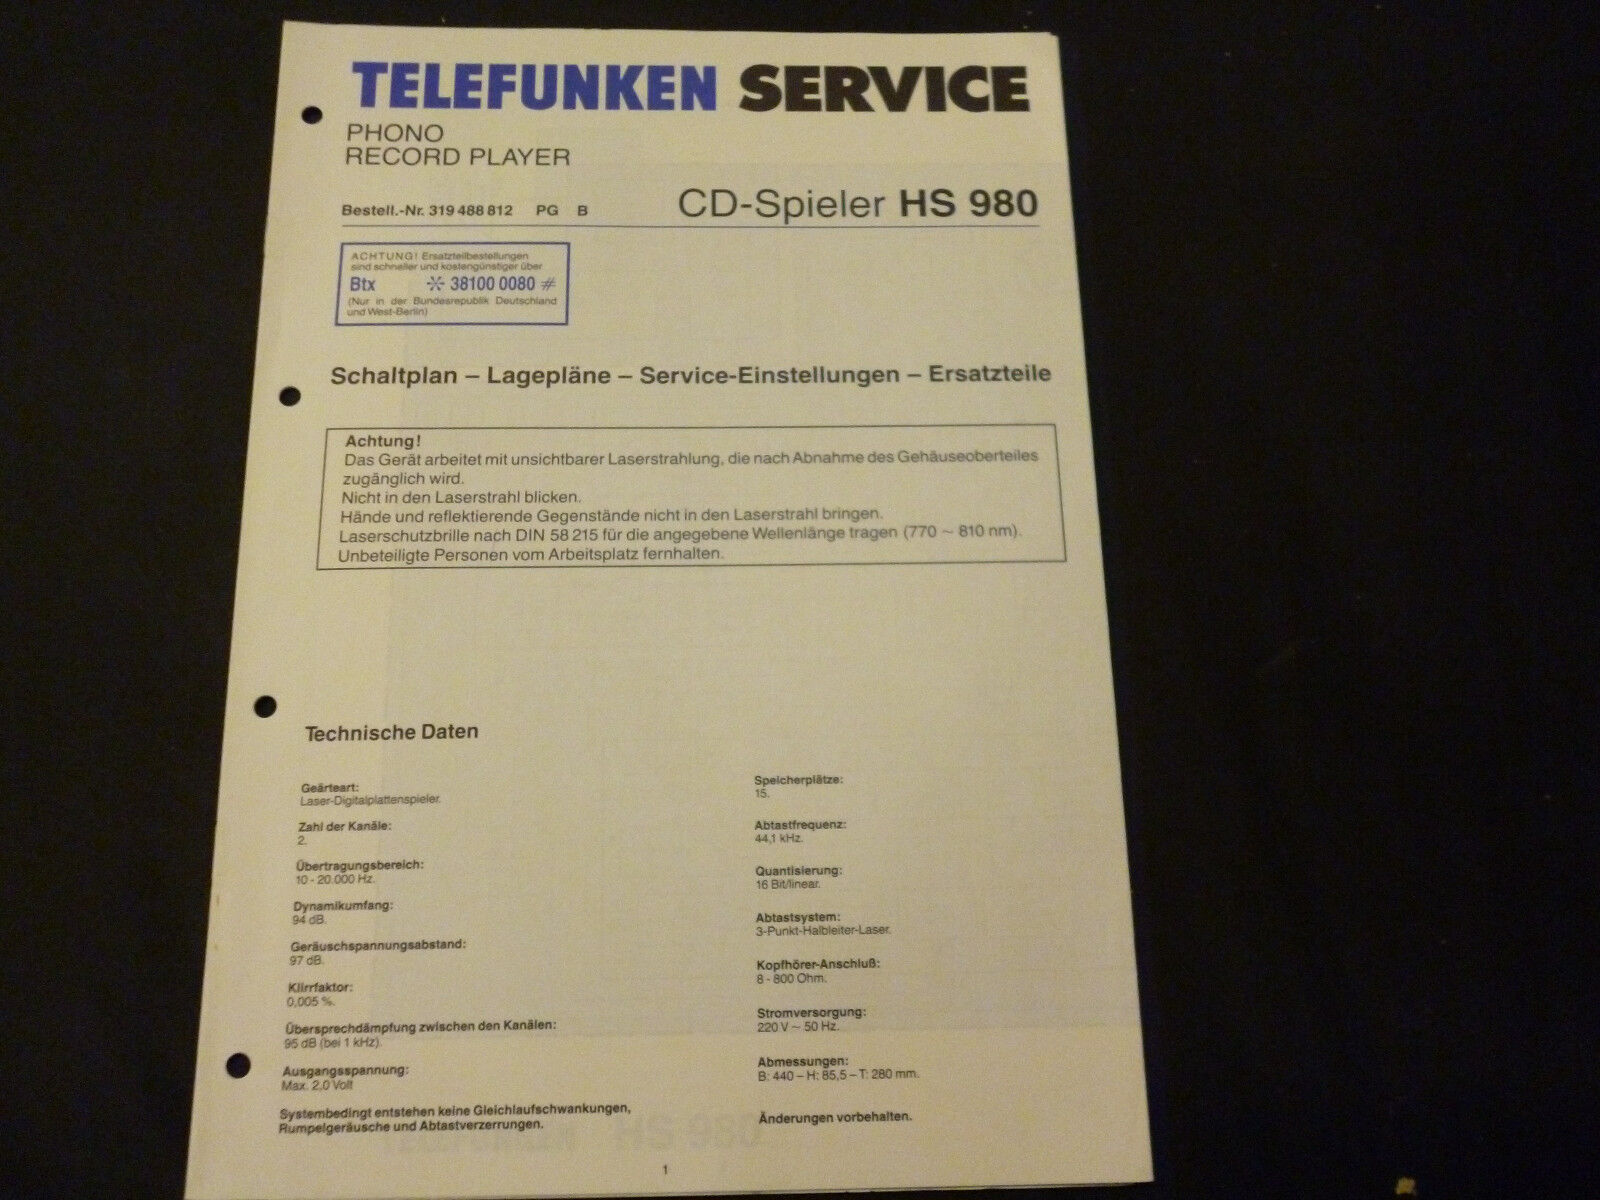 TELEFUNKEN SERVICE
PHONO
RECORD PLAYER
Bestell.-Nr. 319 488 812 PG B
CD-Spieler HS 980
ACHTUNG! Ersatzteilbestellungen
sind schneller und kostengünstiger über
Btx * 38100 0080 #
(Nur in der Bundesrepublik Deutschland
und West-Berlin)
Schaltplan – Lagepläne – Service-Einstellungen – Ersatzteile
Achtung!
Das Gerät arbeitet mit unsichtbarer Laserstrahlung, die nach Abnahme des Gehäuseoberteiles
zugänglich wird.
Nicht in den Laserstrahl blicken.
Hände und reflektierende Gegenstände nicht in den Laserstrahl bringen.
Laserschutzbrille nach DIN 58 215 für die angegebene Wellenlänge tragen (770 ~ 810 nm).
Unbeteiligte Personen vom Arbeitsplatz fernhalten.
Technische Daten
Geärteart:
Laser-Digitalplattenspieler.
Zahl der Kanäle:
2.
Übertragungsbereich:
10 - 20.000 Hz.
Dynamikumfang:
94 dB.
Geräuschspannungsabstand:
97 dB.
Klirrfaktor:
0,005 %.
Übersprechdämpfung zwischen den Kanälen:
95 dB (bei 1 kHz).
Ausgangsspannung:
Max. 2,0 Volt
Systembedingt entstehen keine Gleichlaufschwankungen,
Rumpelgeräusche und Abtastverzerrungen.
Speicherplätze:
15.
Abtastfrequenz:
44,1 kHz.
Quantisierung:
16 Bit/linear.
Abtastsystem:
3-Punkt-Halbleiter-Laser.
Kopfhörer-Anschluß:
8 - 800 Ohm.
Stromversorgung:
220 V ~ 50 Hz.
Abmessungen:
B: 440 – H: 85,5 – T: 280 mm.
Änderungen vorbehalten.
1